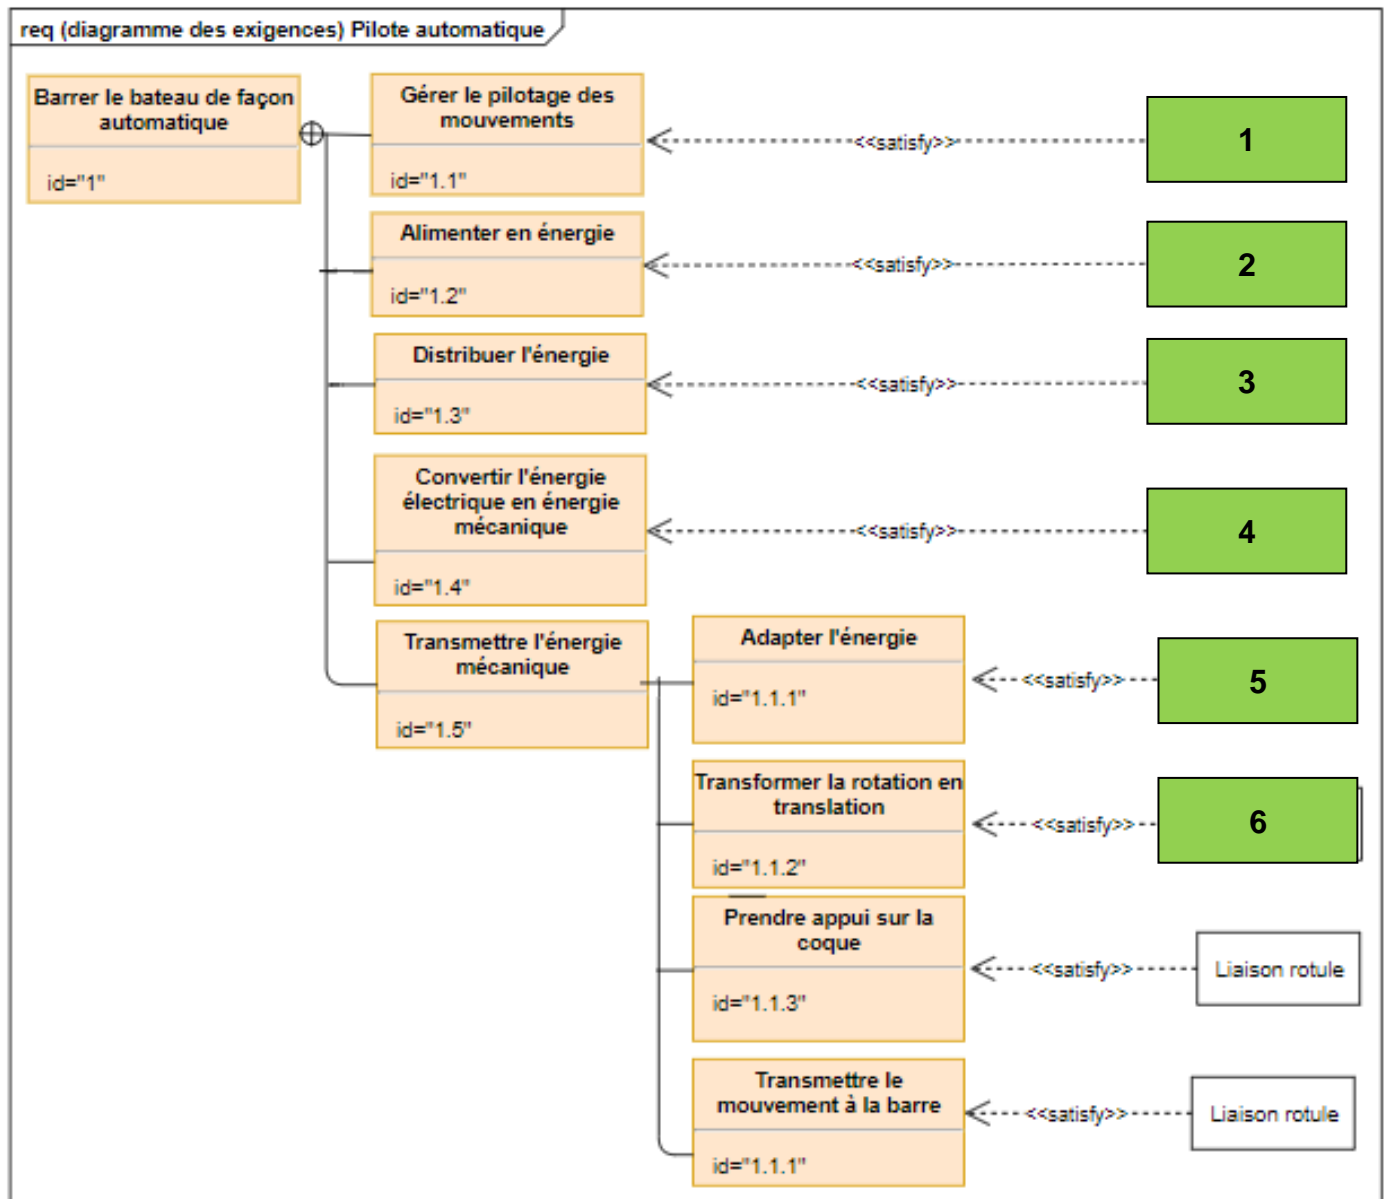 req (diagramme des exigences) Pilote automatique
Barrer le bateau de façon
automatique
id="1"
Gérer le pilotage des
mouvements
id="1.1"
<<satisfy>>
1
Alimenter en énergie
id="1.2"
<<satisfy>>
2
Distribuer l'énergie
id="1.3"
<<satisfy>>
3
Convertir l'énergie
électrique en énergie
mécanique
id="1.4"
<<satisfy>>
4
Transmettre l'énergie
mécanique
id="1.5"
Adapter l'énergie
id="1.1.1"
<<satisfy>>
5
Transformer la rotation en
translation
id="1.1.2"
<<satisfy>>
6
Prendre appui sur la
coque
id="1.1.3"
<<satisfy>>
Liaison rotule
Transmettre le
mouvement à la barre
id="1.1.1"
<<satisfy>>
Liaison rotule